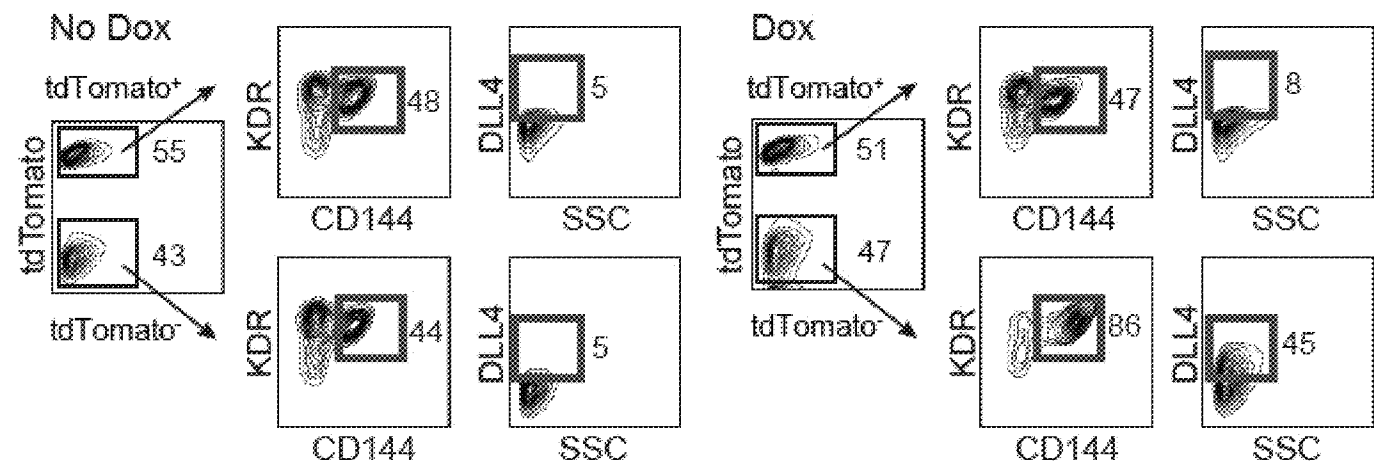 No Dox
tdTomato⁺
tdTomato
55
43
tdTomato⁻
KDR
48
CD144
DLL4
5
SSC
KDR
44
CD144
DLL4
5
SSC
Dox
tdTomato⁺
tdTomato
51
47
tdTomato⁻
KDR
47
CD144
DLL4
8
SSC
KDR
86
CD144
DLL4
45
SSC